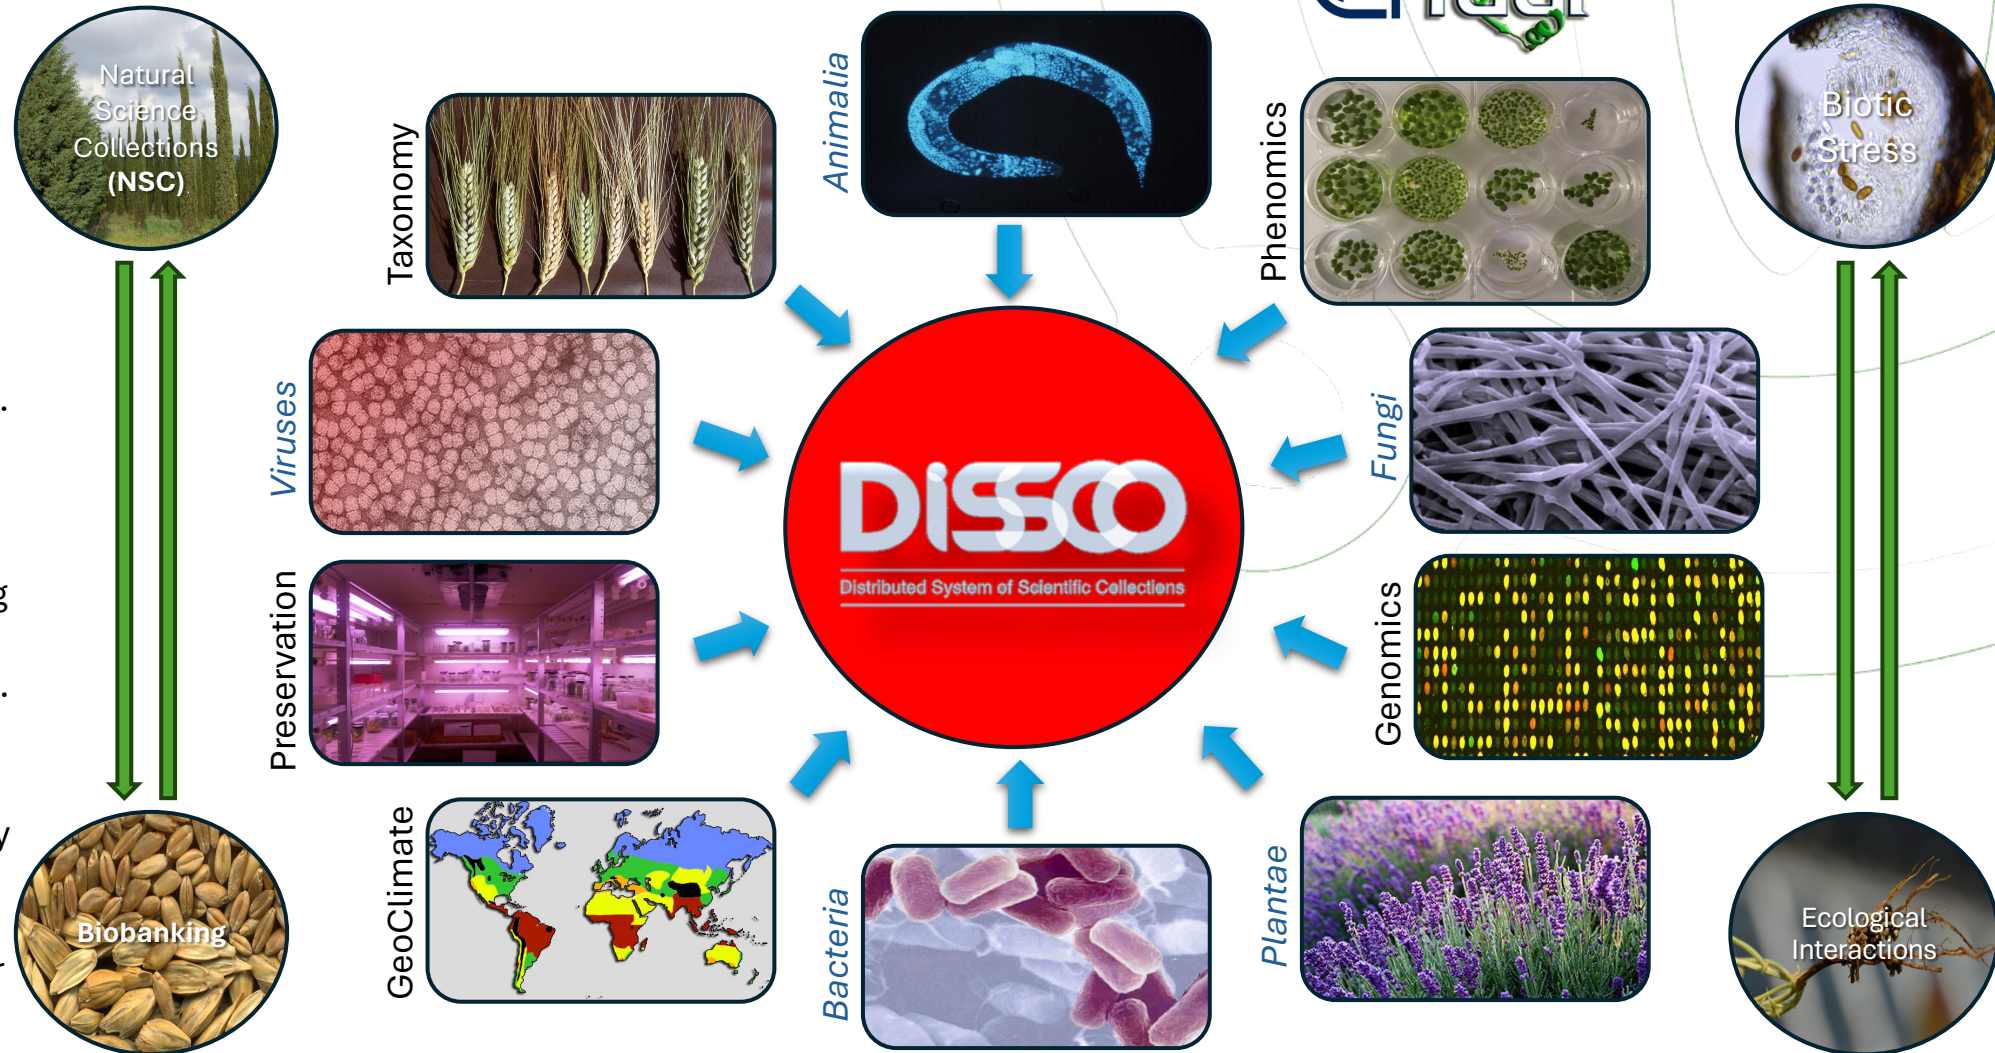 Natural
Science
Collections
(NSC)
Taxonomy
Animalia
Phenomics
Biotic
Stress
Viruses
Fungi
DiSSCo
Distributed System of Scientific Collections
Preservation
Genomics
GeoClimate
Bacteria
Plantae
Biobanking
Ecological
Interactions